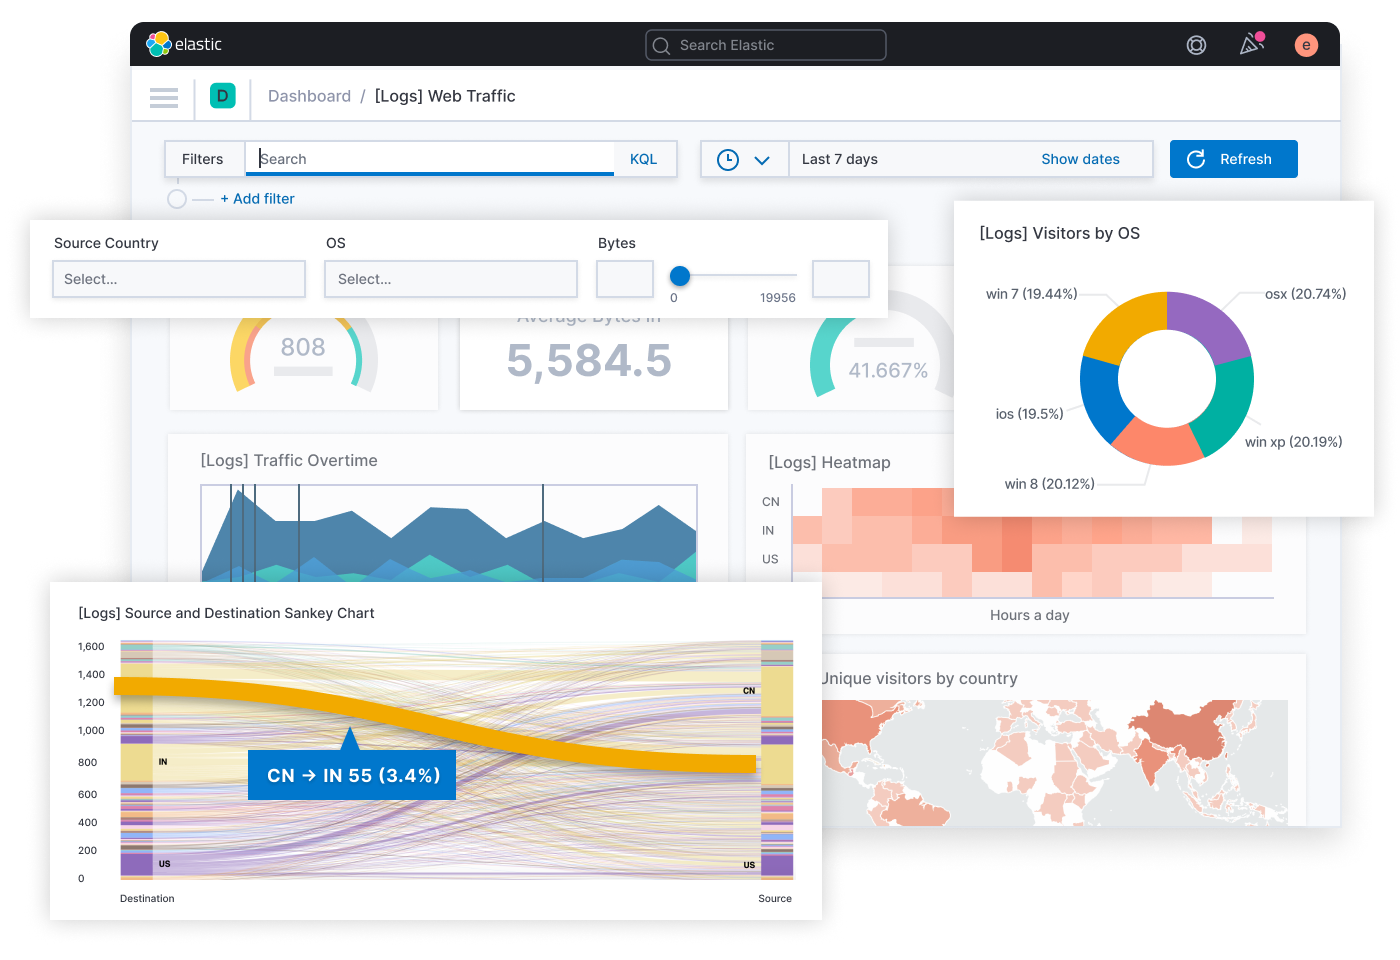 elastic
Search Elastic
e
D
Dashboard / [Logs] Web Traffic
Filters
Search
KQL
Last 7 days
Show dates
Refresh
+ Add filter
Source Country
OS
Bytes
Select...
Select...
0
19956
[Logs] Visitors by OS
win 7 (19.44%)
osx (20.74%)
ios (19.5%)
win xp (20.19%)
win 8 (20.12%)
808
Average Bytes In
5,584.5
41.667%
[Logs] Traffic Overtime
[Logs] Heatmap
CN
IN
US
Hours a day
[Logs] Source and Destination Sankey Chart
1,600
1,400
1,200
1,000
800
600
400
200
0
CN
IN
CN → IN 55 (3.4%)
US
US
Destination
Source
Unique visitors by country